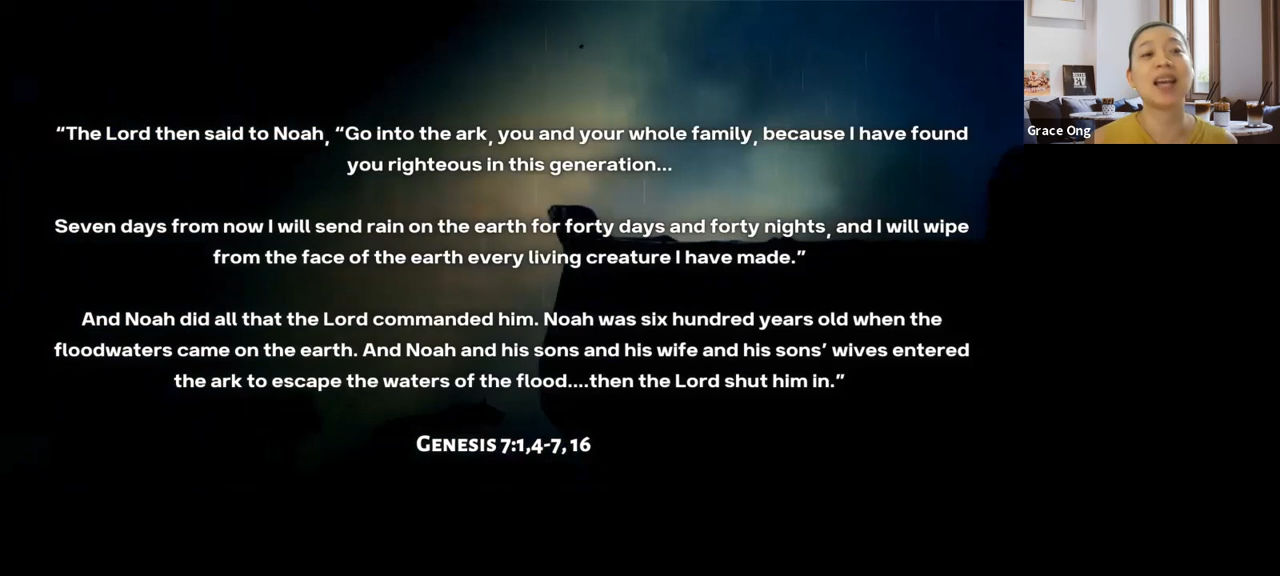 “The Lord then said to Noah, “Go into the ark, you and your whole family, because I have found
you righteous in this generation...
Seven days from now I will send rain on the earth for forty days and forty nights, and I will wipe
from the face of the earth every living creature I have made.”
And Noah did all that the Lord commanded him. Noah was six hundred years old when the
floodwaters came on the earth. And Noah and his sons and his wife and his sons’ wives entered
the ark to escape the waters of the flood....then the Lord shut him in.”
Genesis 7:1,4-7, 16
Grace Ong